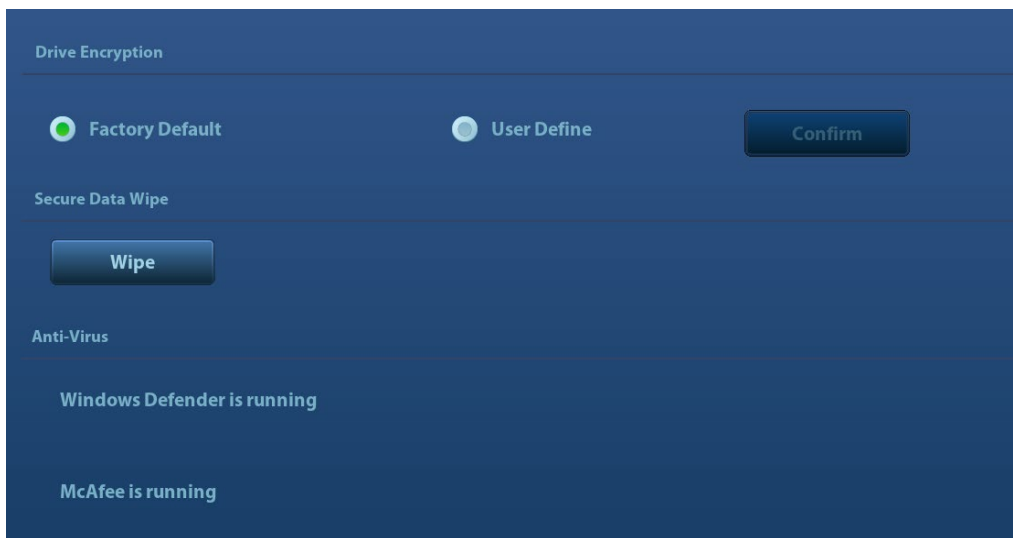 Drive Encryption
Factory Default User Define Confirm
Secure Data Wipe
Wipe
Anti-Virus
Windows Defender is running
McAfee is running